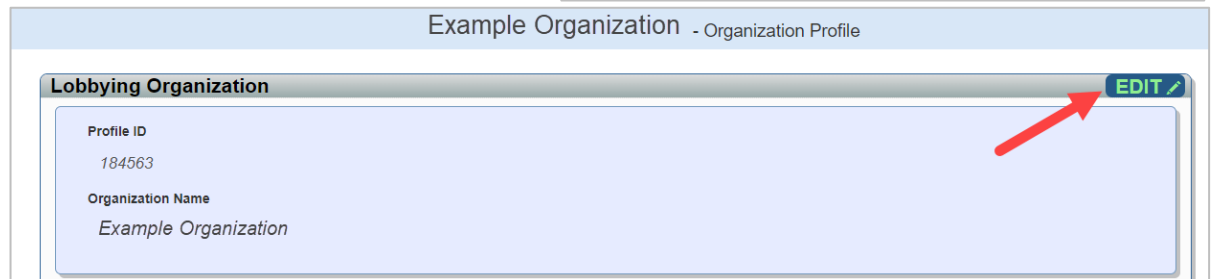 Example Organization - Organization Profile
Lobbying Organization EDIT
Profile ID
184563
Organization Name
Example Organization